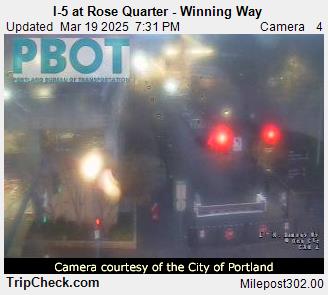 I-5 at Rose Quarter - Winning Way
Updated Mar 19 2025 7:31 PM Camera 4
PBOT
PORTLAND BUREAU OF TRANSPORTATION
Camera courtesy of the City of Portland
TripCheck.com Milepost302.00